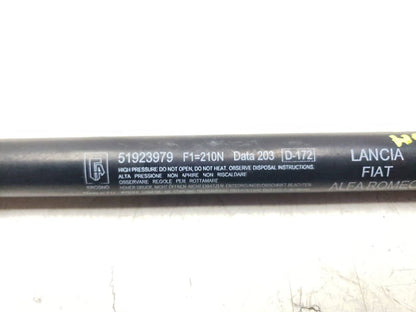 51923979 F1=210N Data 203 D-172
HIGH PRESSURE DO NOT OPEN, DO NOT HEAT. OBSERVE DISPOSAL INSTRUCTIONS.
ALTA PRESSIONE NON APRIRE NON RISCALDARE
OSSERVARE REGOLE PER ROTTAMARE
KROSNO
LANCIA
FIAT
ALFA ROMEO